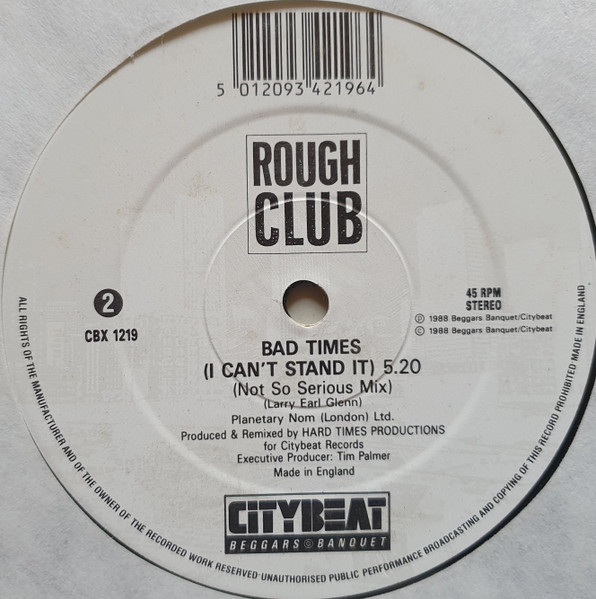 5 012093 421964
ROUGH
CLUB
2
CBX 1219
45 RPM
STEREO
Ⓟ 1988 Beggars Banquet/Citybeat
© 1988 Beggars Banquet/Citybeat
BAD TIMES
(I CAN'T STAND IT) 5.20
(Not So Serious Mix)
(Larry Earl Glenn)
Planetary Nom (London) Ltd.
Produced & Remixed by HARD TIMES PRODUCTIONS
for Citybeat Records
Executive Producer: Tim Palmer
Made in England
CITYBEAT
BEGGARS BANQUET
ALL RIGHTS OF THE MANUFACTURER AND OF THE OWNER OF THE RECORDED WORK RESERVED·UNAUTHORISED PUBLIC PERFORMANCE BROADCASTING AND COPYING OF THIS RECORD PROHIBITED·MADE IN ENGLAND